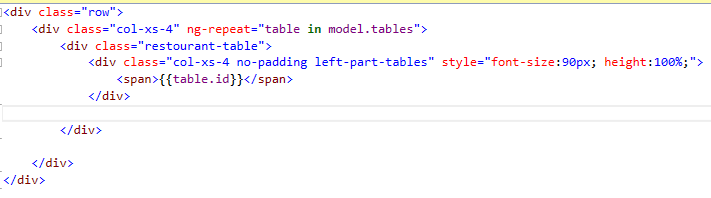 <div class="row">
<div class="col-xs-4" ng-repeat="table in model.tables">
<div class="restourant-table">
<div class="col-xs-4 no-padding left-part-tables" style="font-size:90px; height:100%;">
<span>{{table.id}}</span>
</div>
</div>
</div>
</div>